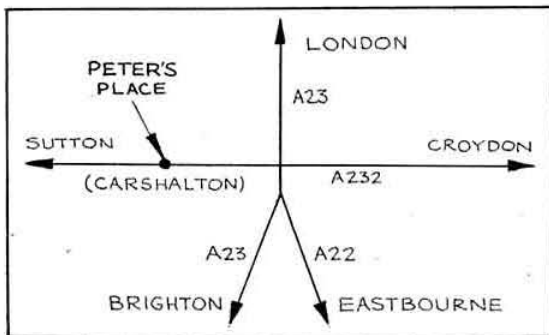 LONDON
PETER'S
PLACE
A23
SUTTON
CROYDON
(CARSHALTON)
A232
A23
A22
BRIGHTON
EASTBOURNE